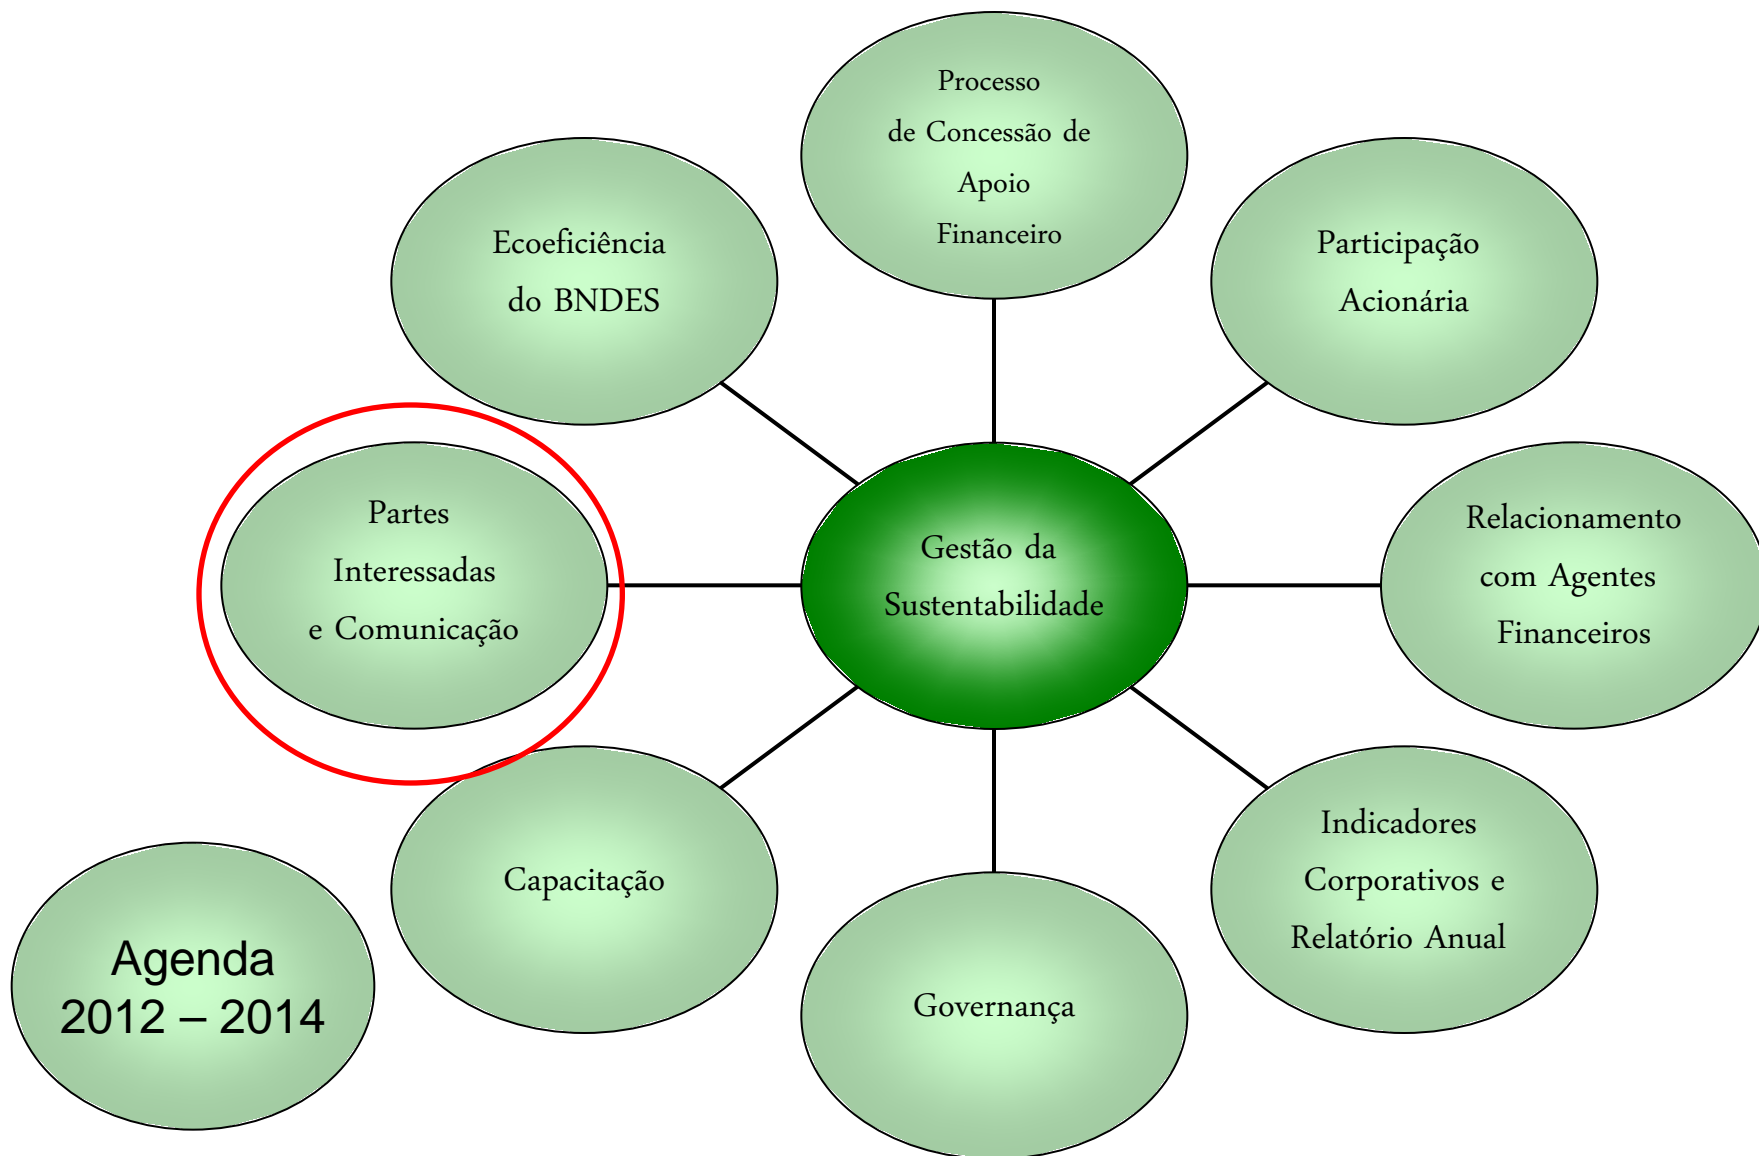 Processo
de Concessão de
Apoio
Financeiro
Ecoeficiência
do BNDES
Participação
Acionária
Partes
Interessadas
e Comunicação
Gestão da
Sustentabilidade
Relacionamento
com Agentes
Financeiros
Capacitação
Indicadores
Corporativos e
Relatório Anual
Governança
Agenda
2012 – 2014